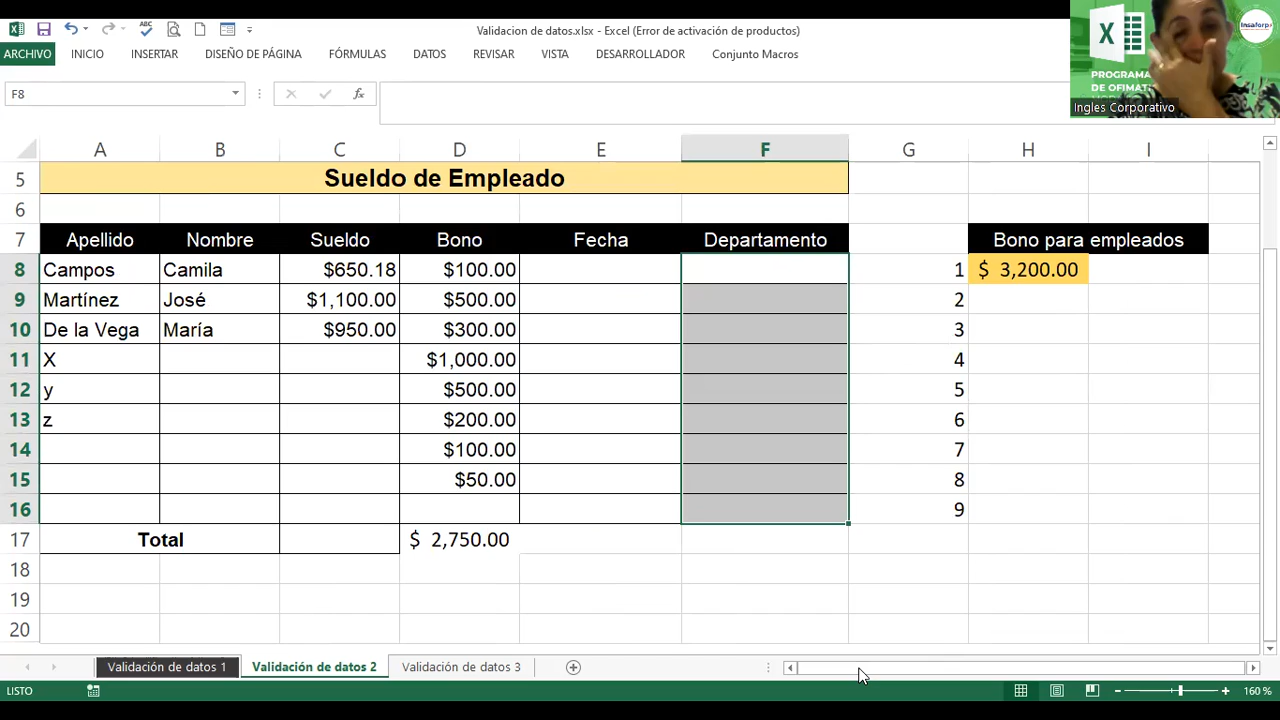 Validacion de datos.xlsx - Excel (Error de activación de productos)
ARCHIVO INICIO INSERTAR DISEÑO DE PÁGINA FÓRMULAS DATOS REVISAR VISTA DESARROLLADOR Conjunto Macros
Insaforp
PROGRAMA
DE OFIMATI
Ingles Corporativo
F8
A B C D E F G H I
5 Sueldo de Empleado
6
7 Apellido Nombre Sueldo Bono Fecha Departamento Bono para empleados
8 Campos Camila $650.18 $100.00 1 $ 3,200.00
9 Martínez José $1,100.00 $500.00 2
10 De la Vega María $950.00 $300.00 3
11 X $1,000.00 4
12 y $500.00 5
13 z $200.00 6
14 $100.00 7
15 $50.00 8
16 9
17 Total $ 2,750.00
18
19
20
Validación de datos 1 Validación de datos 2 Validación de datos 3
LISTO 160 %